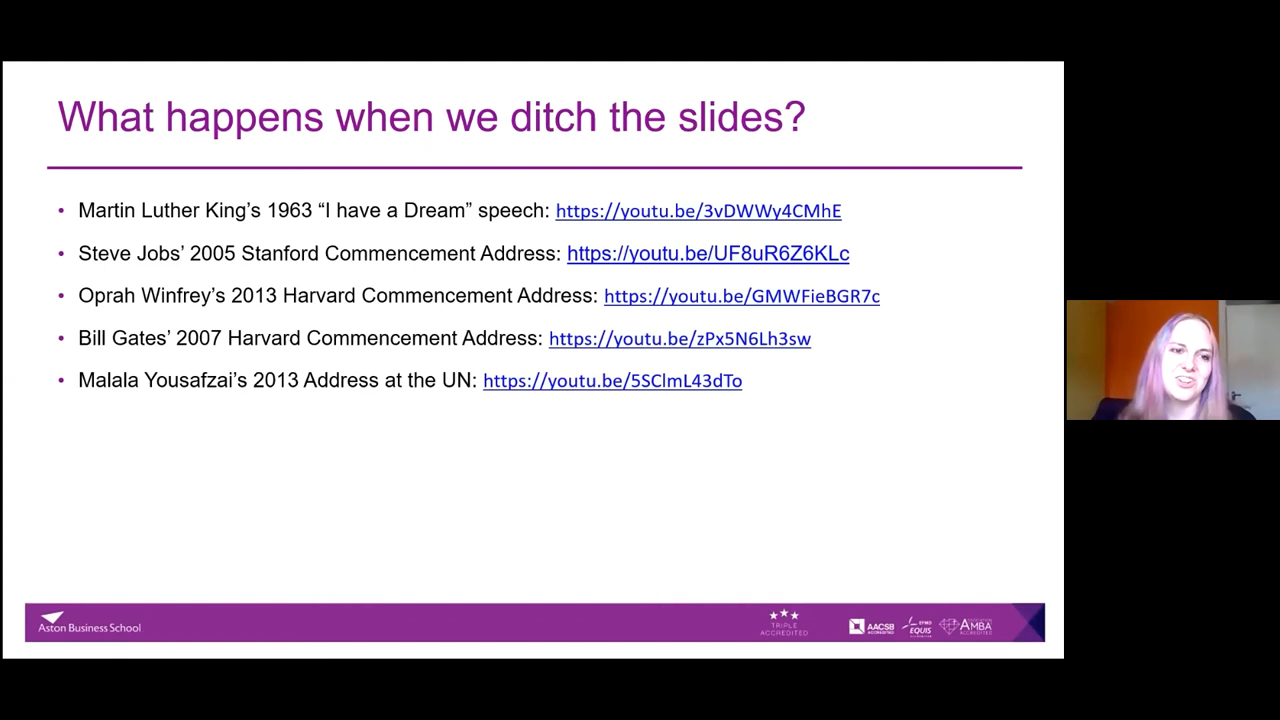 What happens when we ditch the slides?
• Martin Luther King’s 1963 “I have a Dream” speech: https://youtu.be/3vDWWy4CMhE
• Steve Jobs’ 2005 Stanford Commencement Address: https://youtu.be/UF8uR6Z6KLc
• Oprah Winfrey’s 2013 Harvard Commencement Address: https://youtu.be/GMWFieBGR7c
• Bill Gates’ 2007 Harvard Commencement Address: https://youtu.be/zPx5N6Lh3sw
• Malala Yousafzai’s 2013 Address at the UN: https://youtu.be/5SClmL43dTo
Aston Business School
TRIPLE
ACCREDITED
AACSB
ACCREDITED
EFMD
EQUIS
AMBA
ACCREDITED